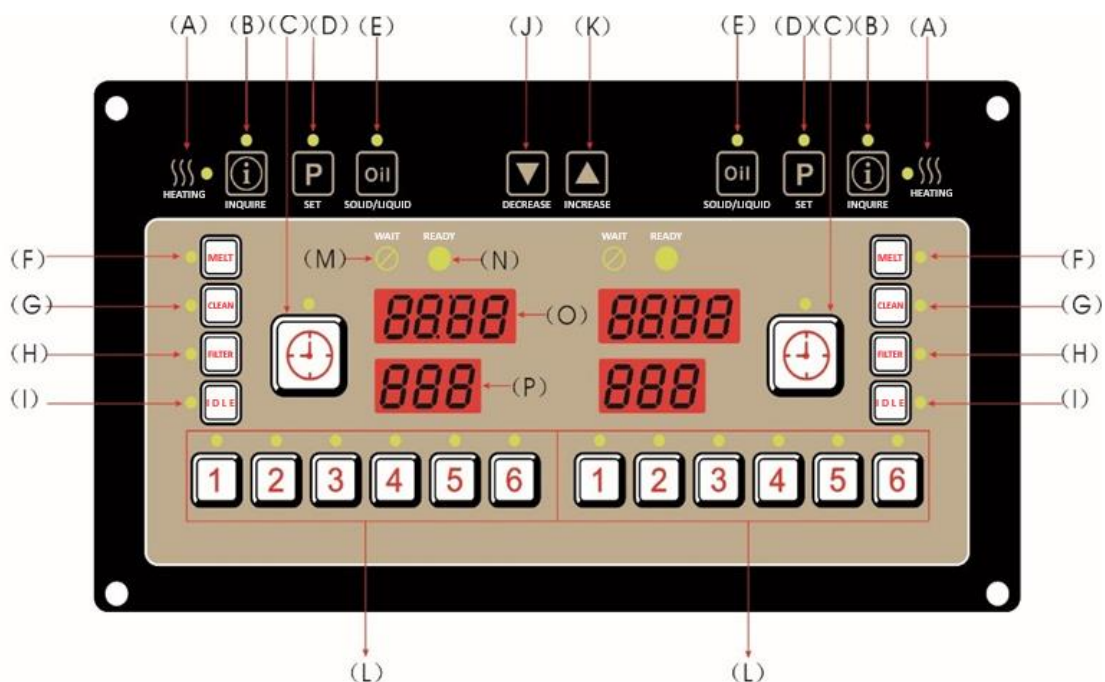 (A) (B) (C) (D) (E) (J) (K) (E) (D) (C) (B) (A)
i P Oil Oil P i
HEATING INQUIRE SET SOLID/LIQUID DECREASE INCREASE SOLID/LIQUID SET INQUIRE HEATING
WAIT READY WAIT READY
(F) MELT (M) (N) MELT (F)
(G) CLEAN 88:88 (O) 88:88 CLEAN (G)
(H) FILTER FILTER (H)
(I) IDLE 888 (P) 888 IDLE (I)
1 2 3 4 5 6 1 2 3 4 5 6
(L) (L)